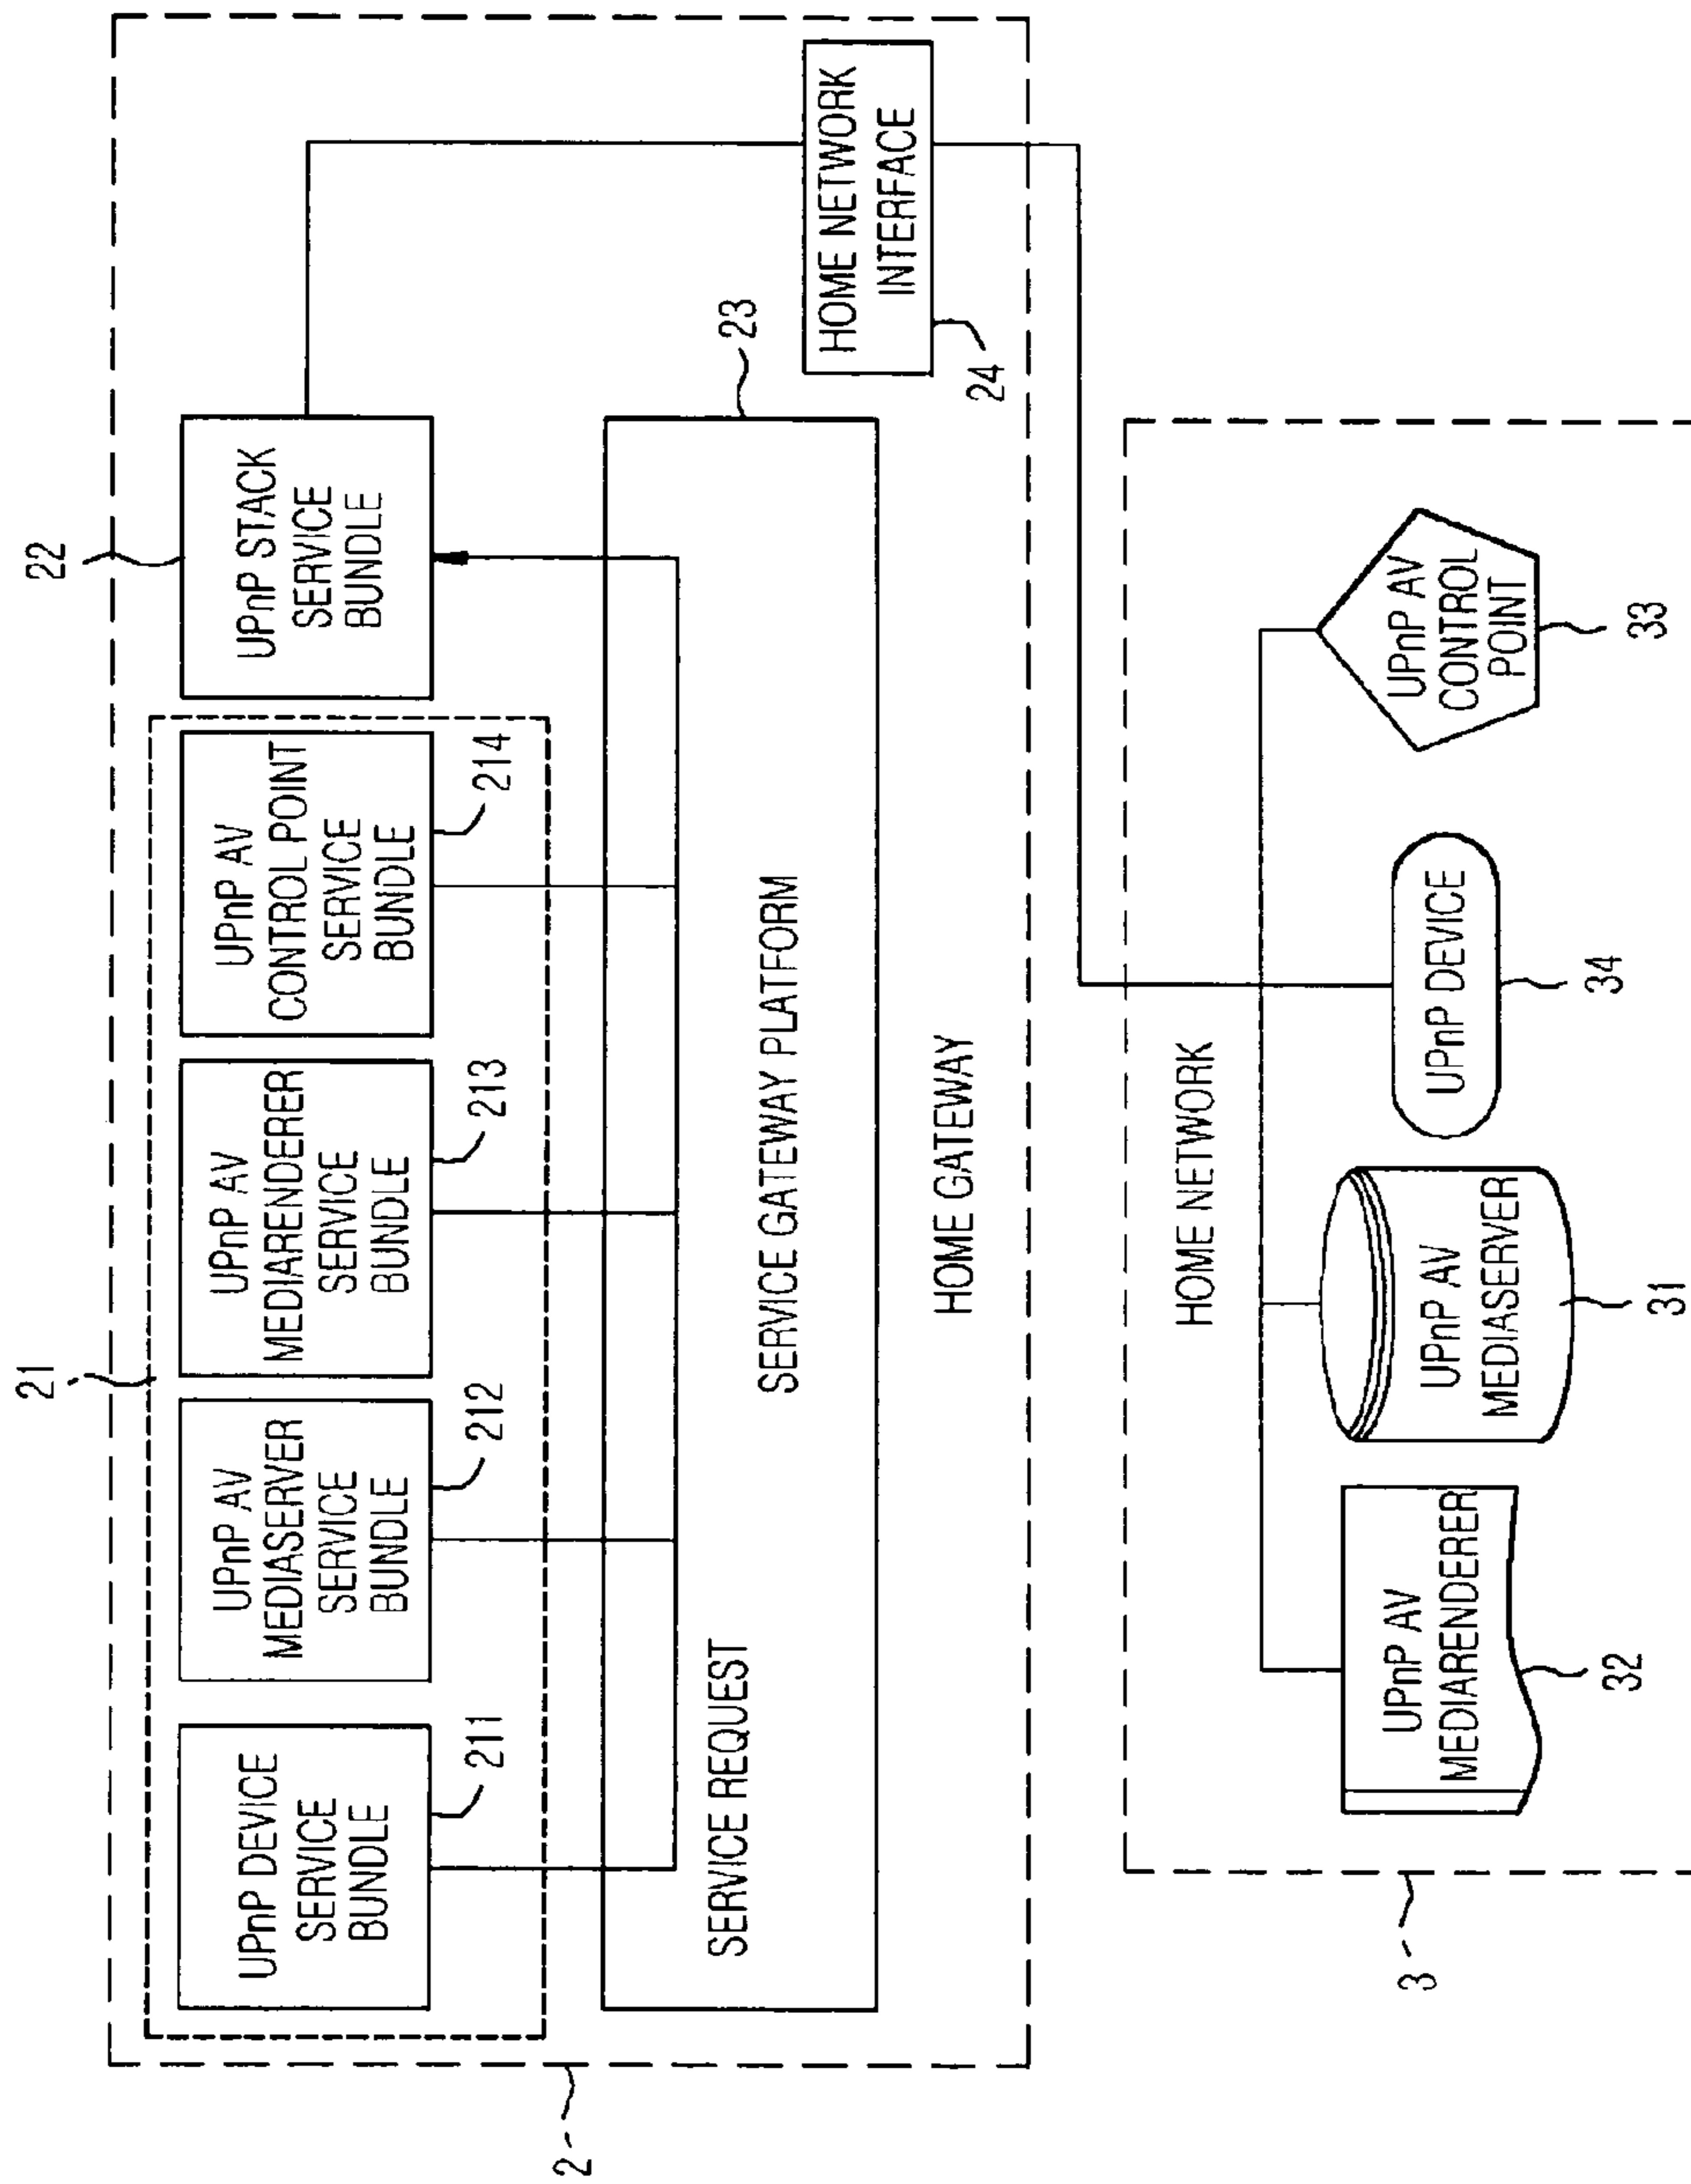 21
22
UPnP DEVICE
SERVICE
BUNDLE
211
UPnP AV
MEDIASERVER
SERVICE
BUNDLE
212
UPnP AV
MEDIARENDERER
SERVICE
BUNDLE
213
UPnP AV
CONTROL POINT
SERVICE
BUNDLE
214
UPnP STACK
SERVICE
BUNDLE
2
SERVICE REQUEST
23
SERVICE GATEWAY PLATFORM
HOME NETWORK
INTERFACE
24
HOME GATEWAY
HOME NETWORK
3
UPnP AV
MEDIARENDERER
32
UPnP AV
MEDIASERVER
31
UPnP DEVICE
34
UPnP AV
CONTROL
POINT
33